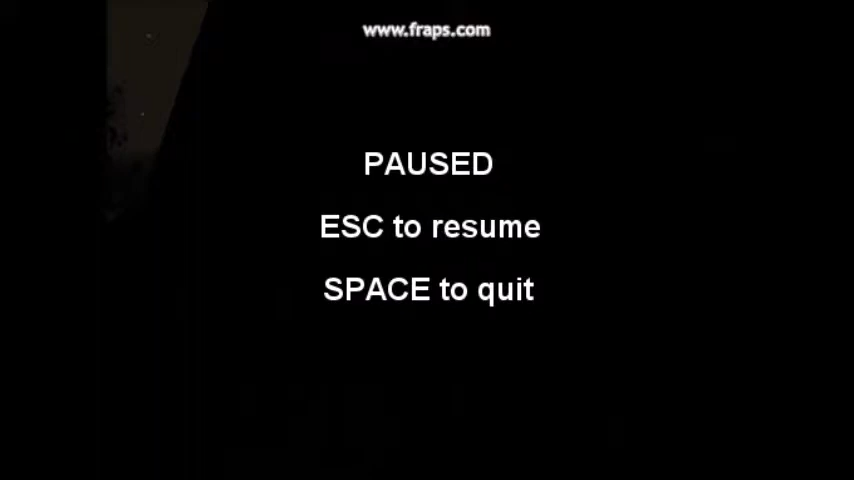 www.fraps.com
PAUSED
ESC to resume
SPACE to quit